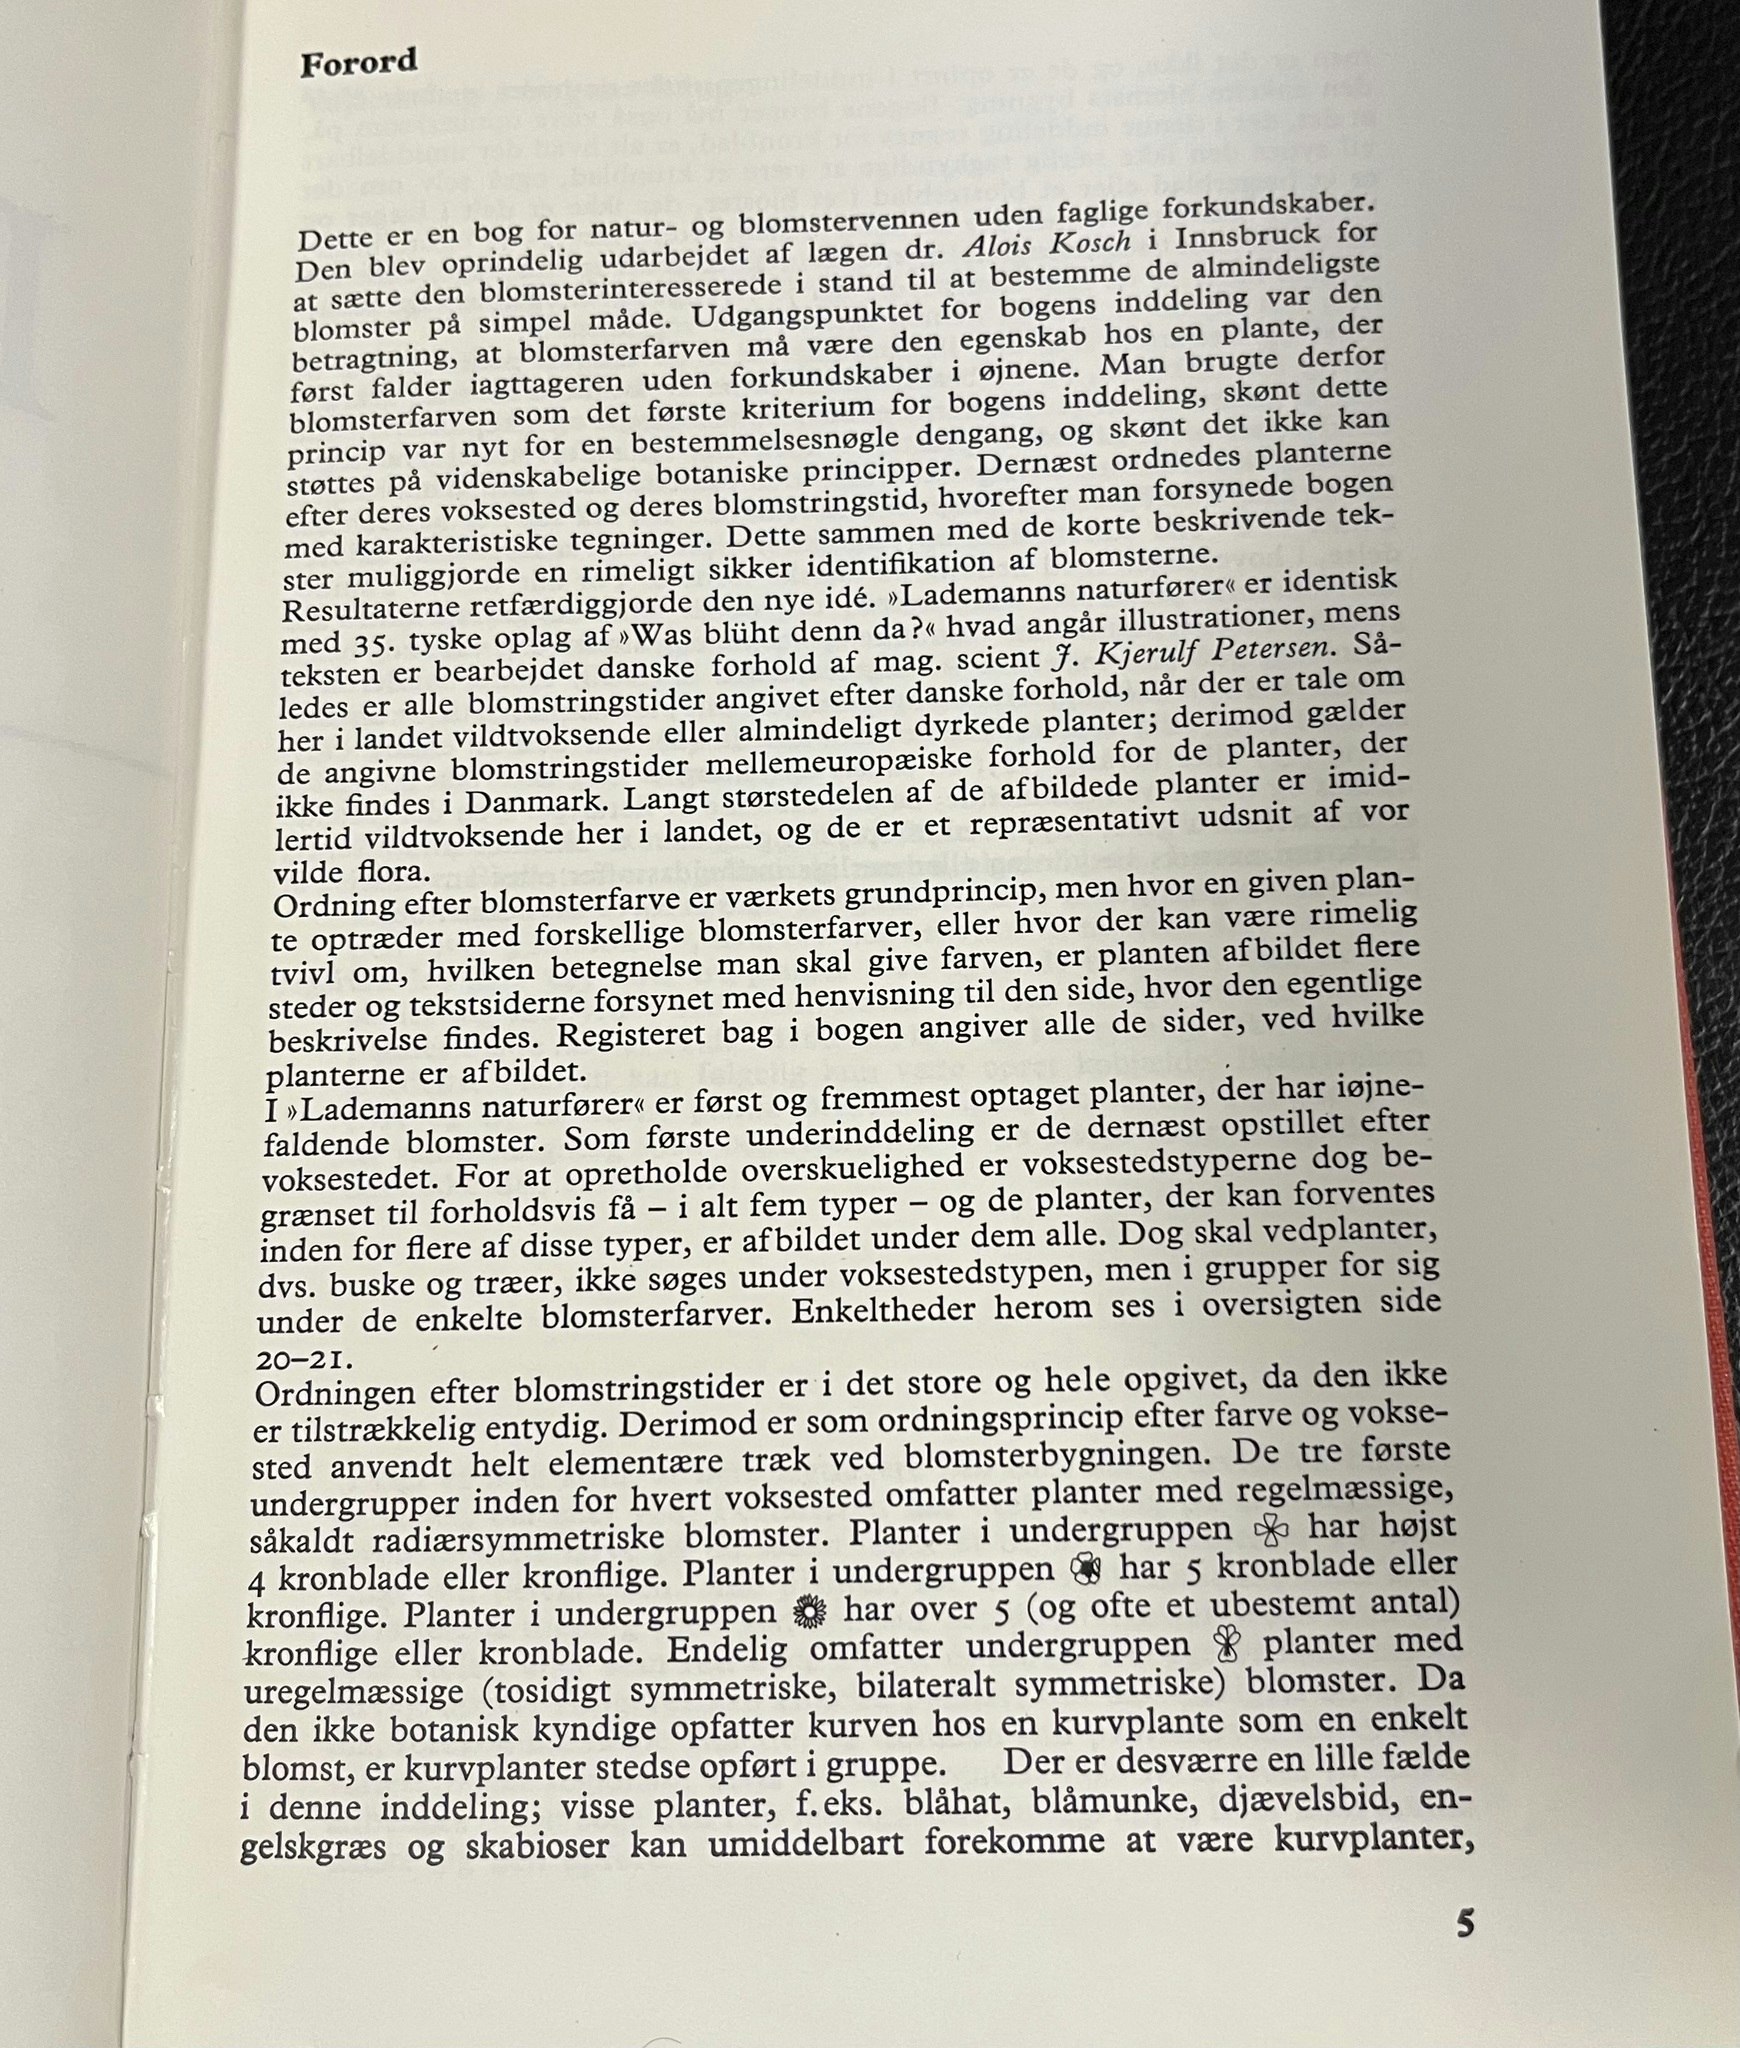 Forord
Dette er en bog for natur- og blomstervennen uden faglige forkundskaber.
Den blev oprindelig udarbejdet af lægen dr. Alois Kosch i Innsbruck for
at sætte den blomsterinteresserede i stand til at bestemme de almindeligste
blomster på simpel måde. Udgangspunktet for bogens inddeling var den
betragtning, at blomsterfarven må være den egenskab hos en plante, der
først falder iagttageren uden forkundskaber i øjnene. Man brugte derfor
blomsterfarven som det første kriterium for bogens inddeling, skønt dette
princip var nyt for en bestemmelsesnøgle dengang, og skønt det ikke kan
støttes på videnskabelige botaniske principper. Dernæst ordnedes planterne
efter deres voksested og deres blomstringstid, hvorefter man forsynede bogen
med karakteristiske tegninger. Dette sammen med de korte beskrivende tek-
ster muliggjorde en rimeligt sikker identifikation af blomsterne.
Resultaterne retfærdiggjorde den nye idé. »Lademanns naturfører« er identisk
med 35. tyske oplag af »Was blüht denn da?« hvad angår illustrationer, mens
teksten er bearbejdet danske forhold af mag. scient J. Kjerulf Petersen. Så-
ledes er alle blomstringstider angivet efter danske forhold, når der er tale om
her i landet vildtvoksende eller almindeligt dyrkede planter; derimod gælder
de angivne blomstringstider mellemeuropæiske forhold for de planter, der
ikke findes i Danmark. Langt størstedelen af de afbildede planter er imid-
lertid vildtvoksende her i landet, og de er et repræsentativt udsnit af vor
vilde flora.
Ordning efter blomsterfarve er værkets grundprincip, men hvor en given plan-
te optræder med forskellige blomsterfarver, eller hvor der kan være rimelig
tvivl om, hvilken betegnelse man skal give farven, er planten afbildet flere
steder og tekstsiderne forsynet med henvisning til den side, hvor den egentlige
beskrivelse findes. Registeret bag i bogen angiver alle de sider, ved hvilke
planterne er afbildet.
I »Lademanns naturfører« er først og fremmest optaget planter, der har iøjne-
faldende blomster. Som første underinddeling er de dernæst opstillet efter
voksestedet. For at opretholde overskuelighed er voksestedstyperne dog be-
grænset til forholdsvis få – i alt fem typer – og de planter, der kan forventes
inden for flere af disse typer, er afbildet under dem alle. Dog skal vedplanter,
dvs. buske og træer, ikke søges under voksestedstypen, men i grupper for sig
under de enkelte blomsterfarver. Enkeltheder herom ses i oversigten side
20–21.
Ordningen efter blomstringstider er i det store og hele opgivet, da den ikke
er tilstrækkelig entydig. Derimod er som ordningsprincip efter farve og vokse-
sted anvendt helt elementære træk ved blomsterbygningen. De tre første
undergrupper inden for hvert voksested omfatter planter med regelmæssige,
såkaldt radiærsymmetriske blomster. Planter i undergruppen har højst
4 kronblade eller kronflige. Planter i undergruppen har 5 kronblade eller
kronflige. Planter i undergruppen har over 5 (og ofte et ubestemt antal)
kronflige eller kronblade. Endelig omfatter undergruppen planter med
uregelmæssige (tosidigt symmetriske, bilateralt symmetriske) blomster. Da
den ikke botanisk kyndige opfatter kurven hos en kurvplante som en enkelt
blomst, er kurvplanter stedse opført i gruppe. Der er desværre en lille fælde
i denne inddeling; visse planter, f.eks. blåhat, blåmunke, djævelsbid, en-
gelskgræs og skabioser kan umiddelbart forekomme at være kurvplanter,
5